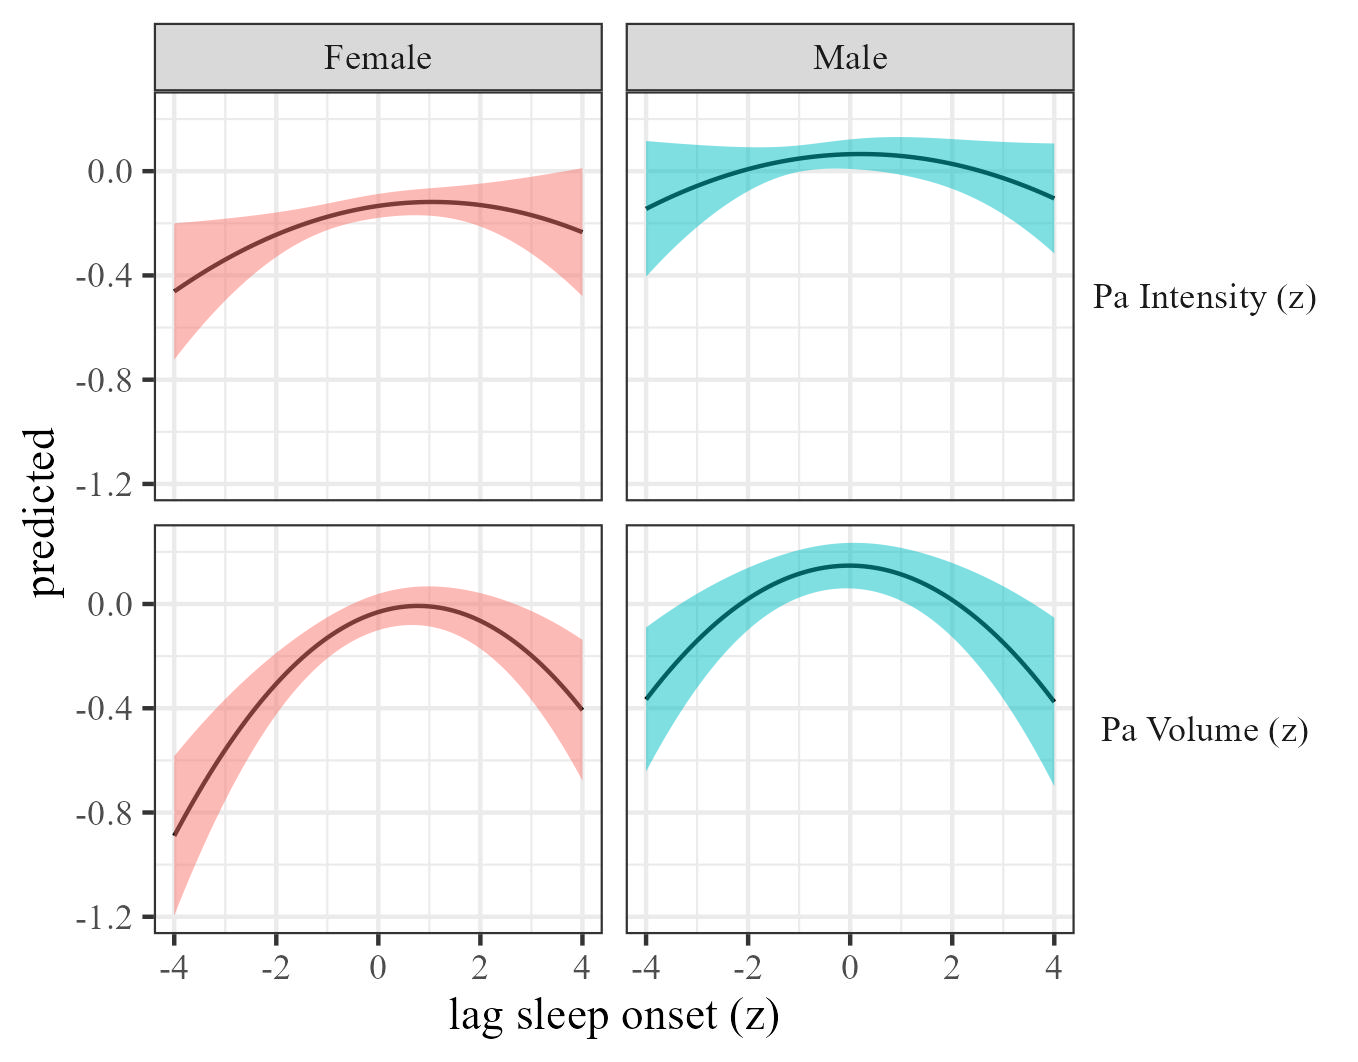 Female Male
0.0
-0.4
-0.8
-1.2
Pa Intensity (z)
predicted
0.0
-0.4
-0.8
-1.2
Pa Volume (z)
-4 -2 0 2 4 -4 -2 0 2 4
lag sleep onset (z)